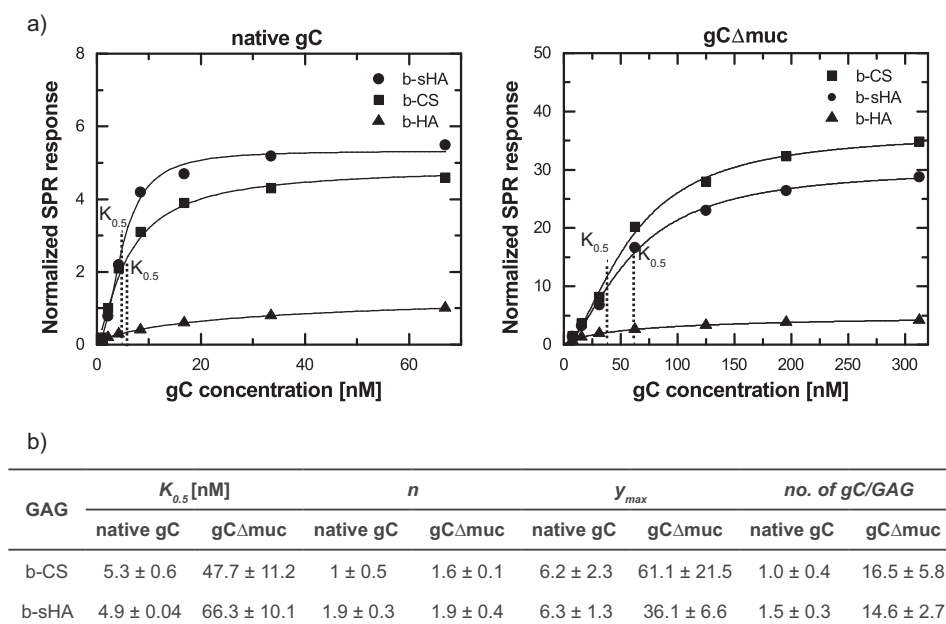 a)
native gC
Normalized SPR response
8
6
4
2
0
b-sHA
b-CS
b-HA
K0.5
K0.5
0 20 40 60
gC concentration [nM]
gCΔmuc
Normalized SPR response
50
40
30
20
10
0
b-CS
b-sHA
b-HA
K0.5
K0.5
0 50 100 150 200 250 300
gC concentration [nM]
b)
GAG K0.5 [nM] n ymax no. of gC/GAG
native gC gCΔmuc native gC gCΔmuc native gC gCΔmuc native gC gCΔmuc
b-CS 5.3 ± 0.6 47.7 ± 11.2 1 ± 0.5 1.6 ± 0.1 6.2 ± 2.3 61.1 ± 21.5 1.0 ± 0.4 16.5 ± 5.8
b-sHA 4.9 ± 0.04 66.3 ± 10.1 1.9 ± 0.3 1.9 ± 0.4 6.3 ± 1.3 36.1 ± 6.6 1.5 ± 0.3 14.6 ± 2.7